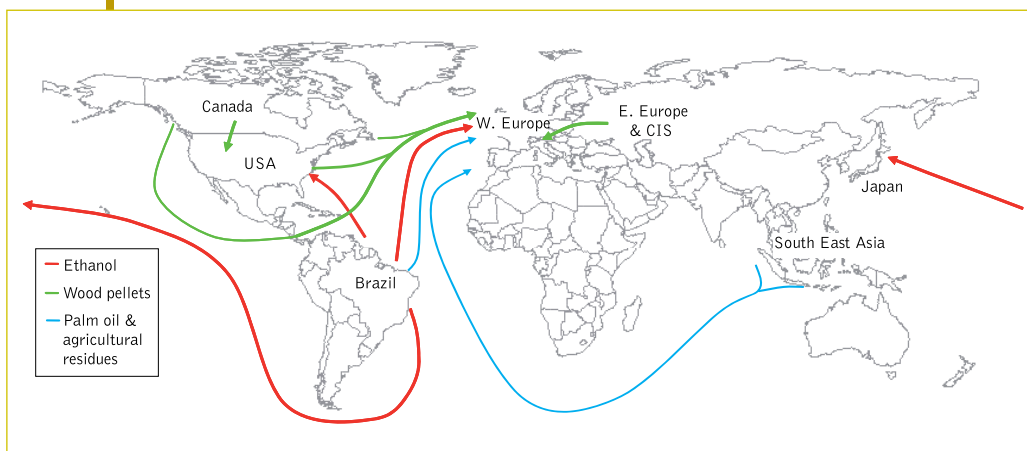 Canada
W. Europe
E. Europe
& CIS
USA
Japan
South East Asia
Brazil
Ethanol
Wood pellets
Palm oil &
agricultural
residues